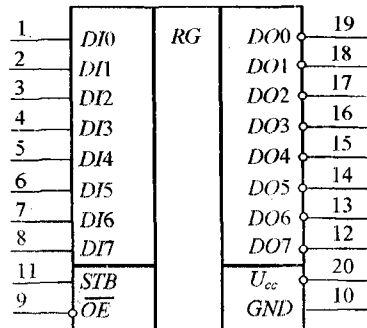 1 DI0 RG DO0 19
2 DI1 DO1 18
3 DI2 DO2 17
4 DI3 DO3 16
5 DI4 DO4 15
6 DI5 DO5 14
7 DI6 DO6 13
8 DI7 DO7 12
11 STB Ucc 20
9 OE GND 10